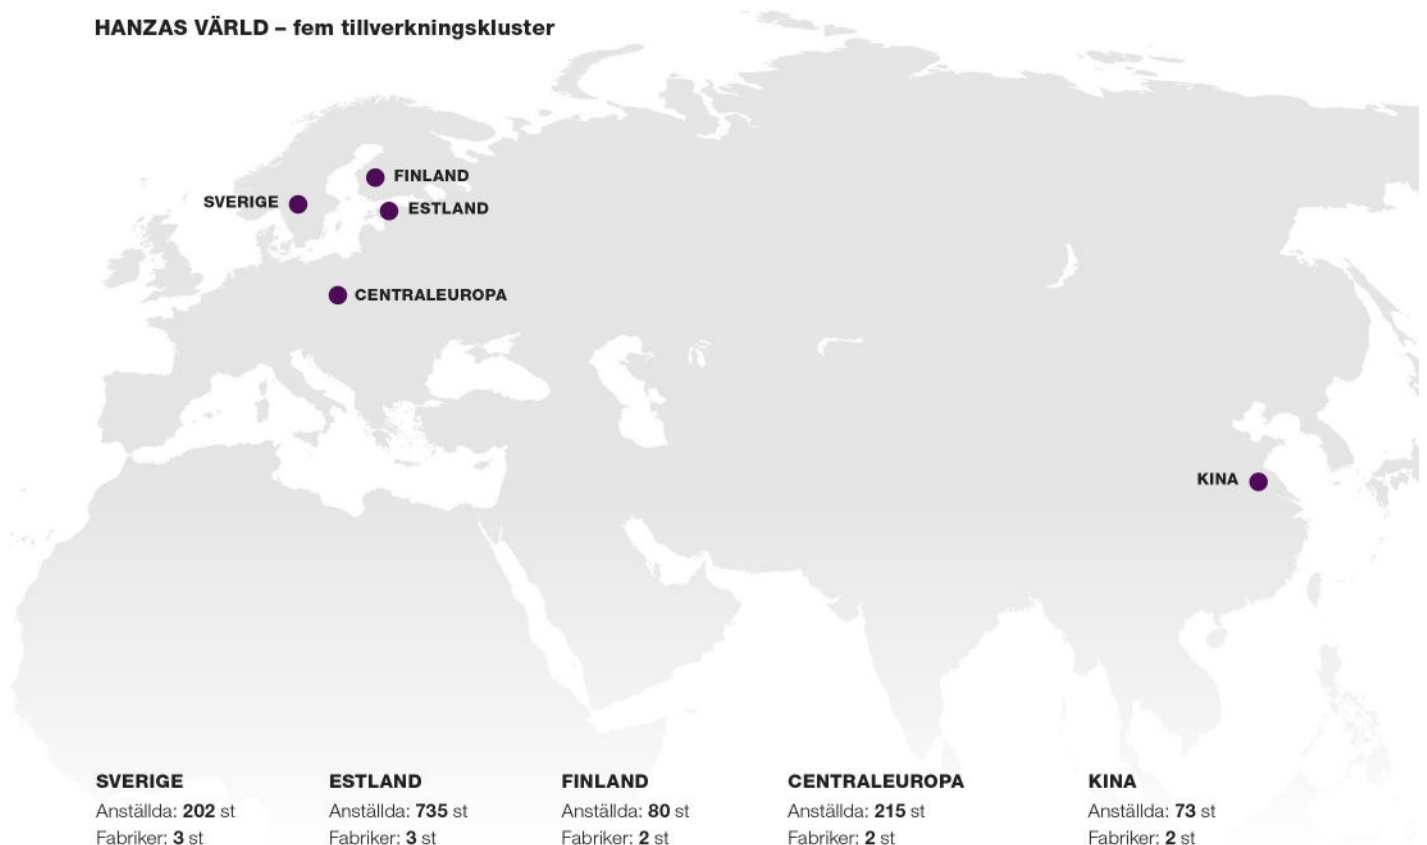 HANZAS VÄRLD – fem tillverkningskluster
FINLAND
SVERIGE
ESTLAND
CENTRALEUROPA
KINA
SVERIGE
Anställda: 202 st
Fabriker: 3 st
ESTLAND
Anställda: 735 st
Fabriker: 3 st
FINLAND
Anställda: 80 st
Fabriker: 2 st
CENTRALEUROPA
Anställda: 215 st
Fabriker: 2 st
KINA
Anställda: 73 st
Fabriker: 2 st